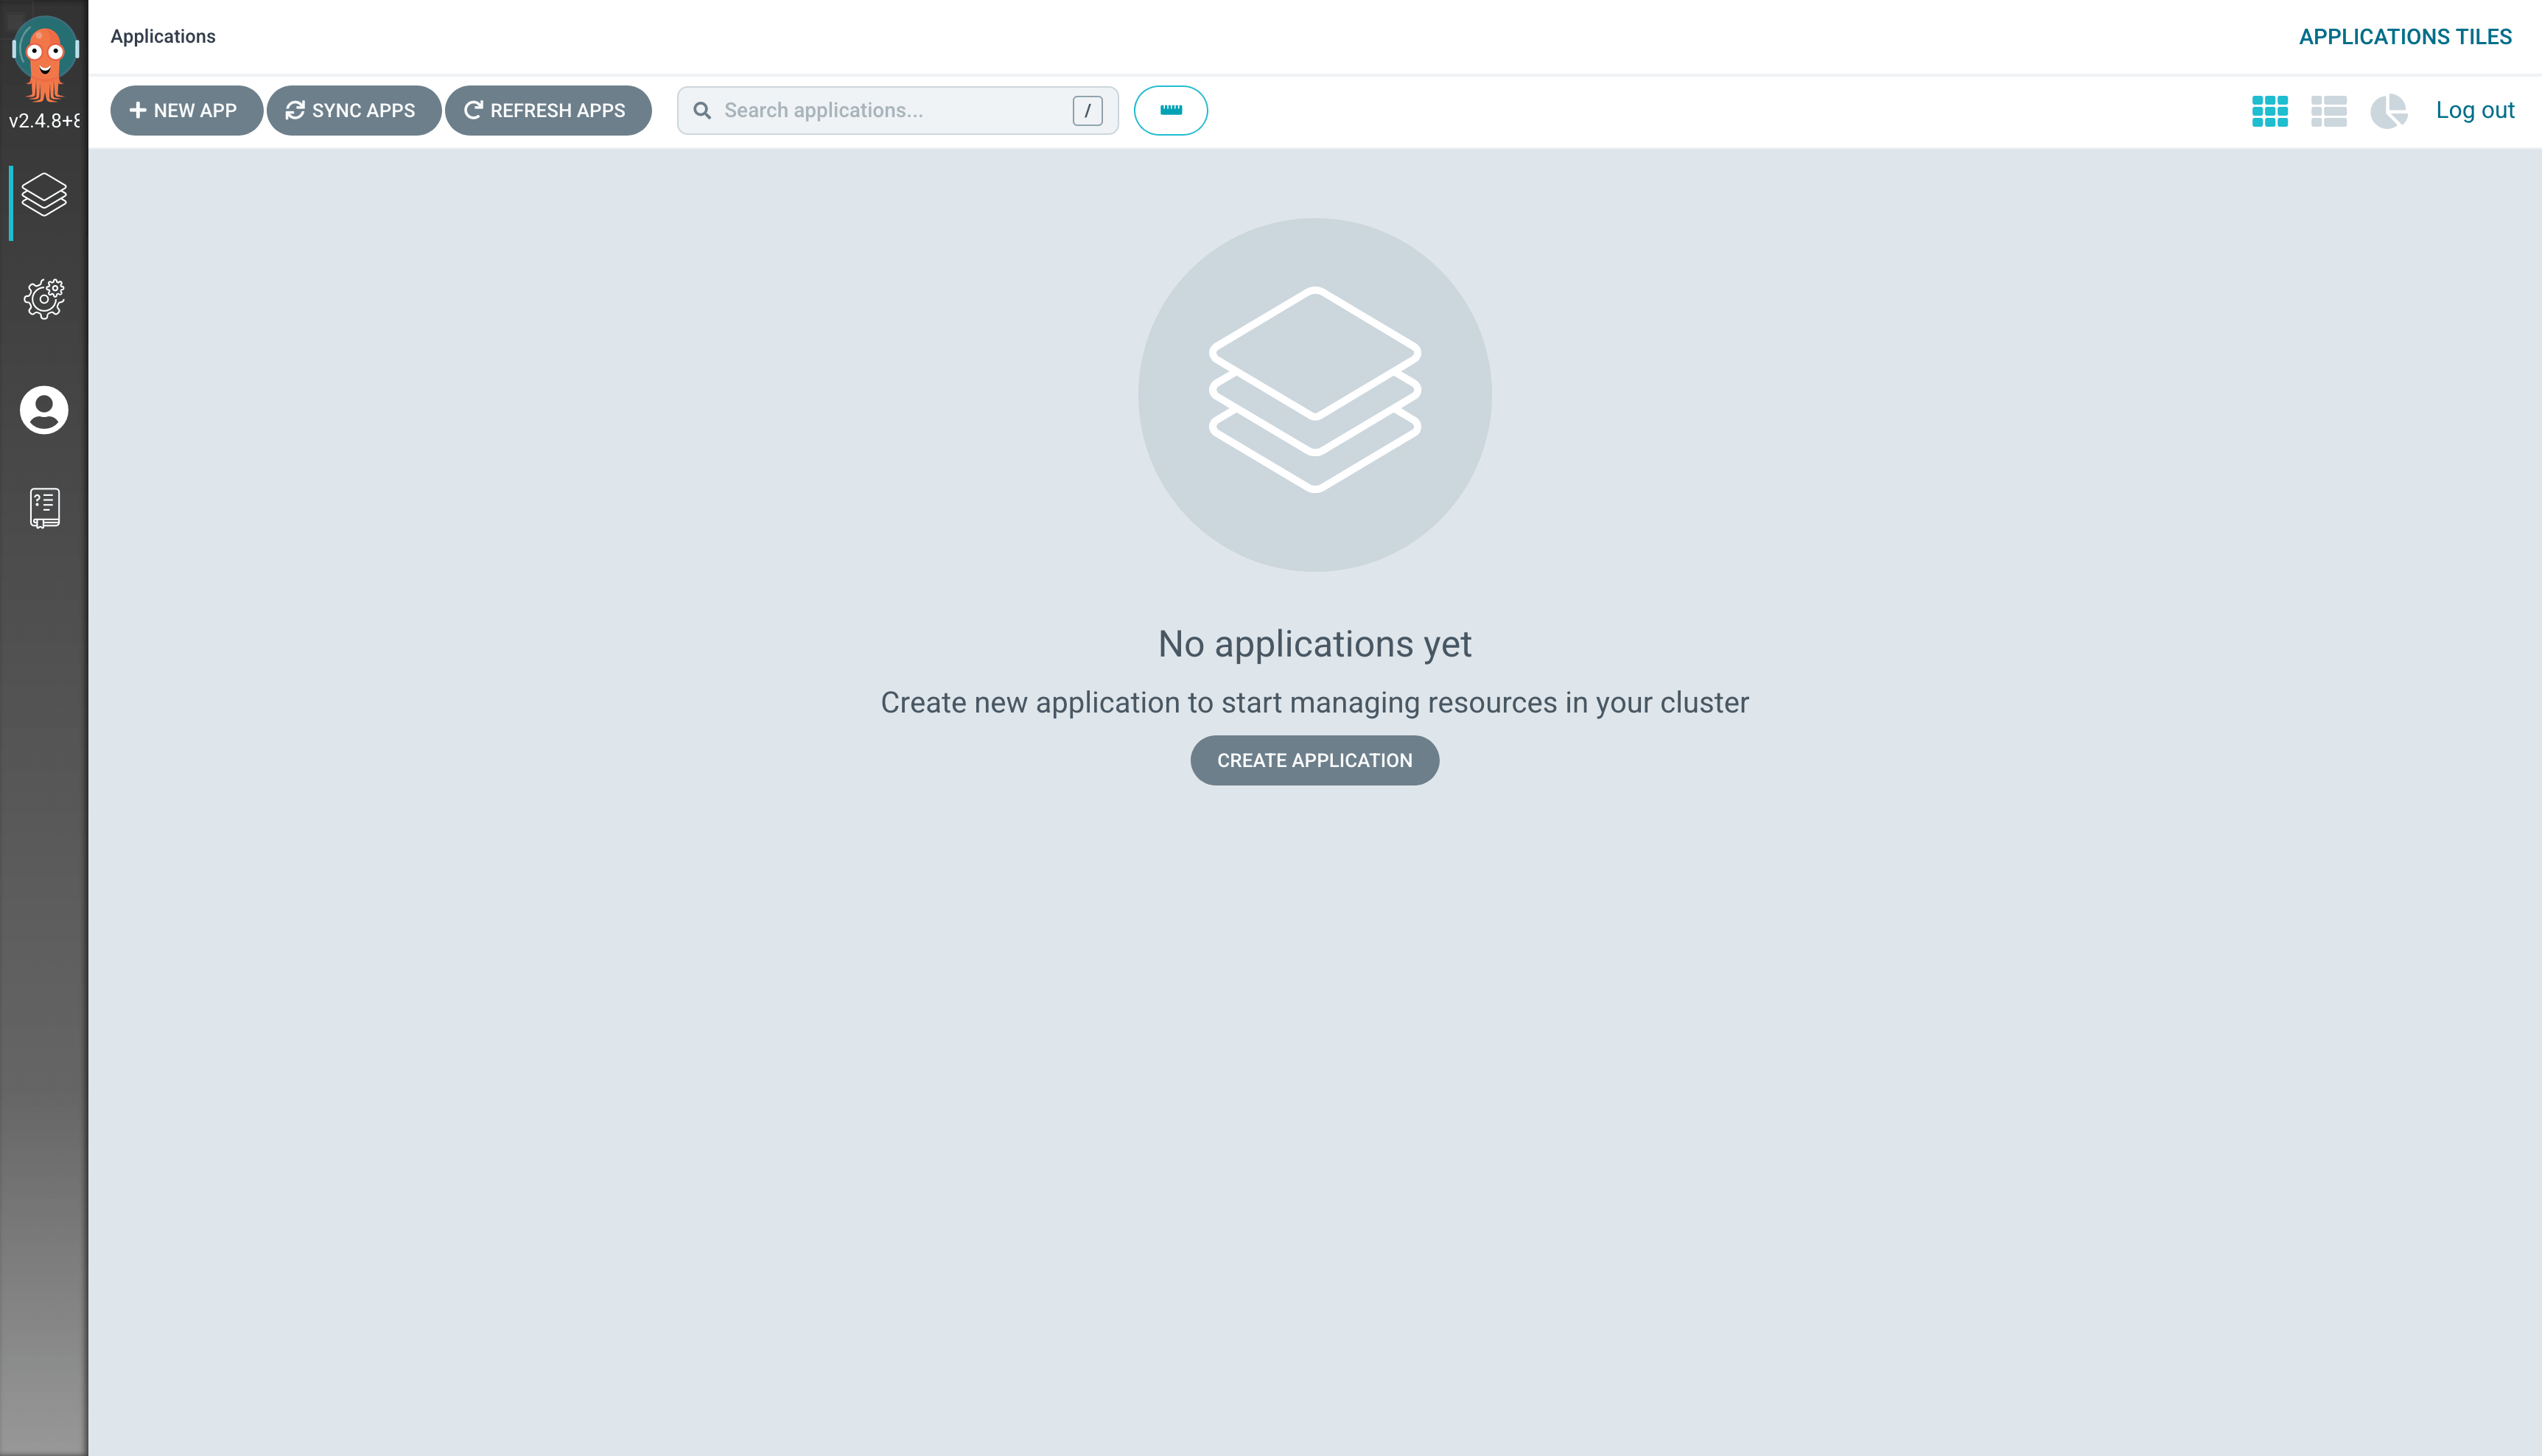 Applications
APPLICATIONS TILES
v2.4.8+8
NEW APP
SYNC APPS
REFRESH APPS
Search applications...
/
Log out
No applications yet
Create new application to start managing resources in your cluster
CREATE APPLICATION